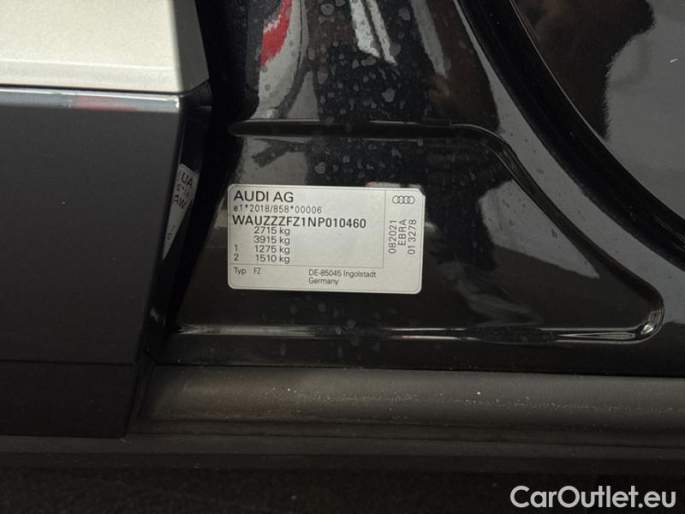 AUDI AG
e1*2018/858*00006
WAUZZZFZ1NP010460
2715 kg
3915 kg
1 1275 kg
2 1510 kg
Typ FZ DE-85045 Ingolstadt
Germany
082021
EBRA
013278
CarOutlet.eu